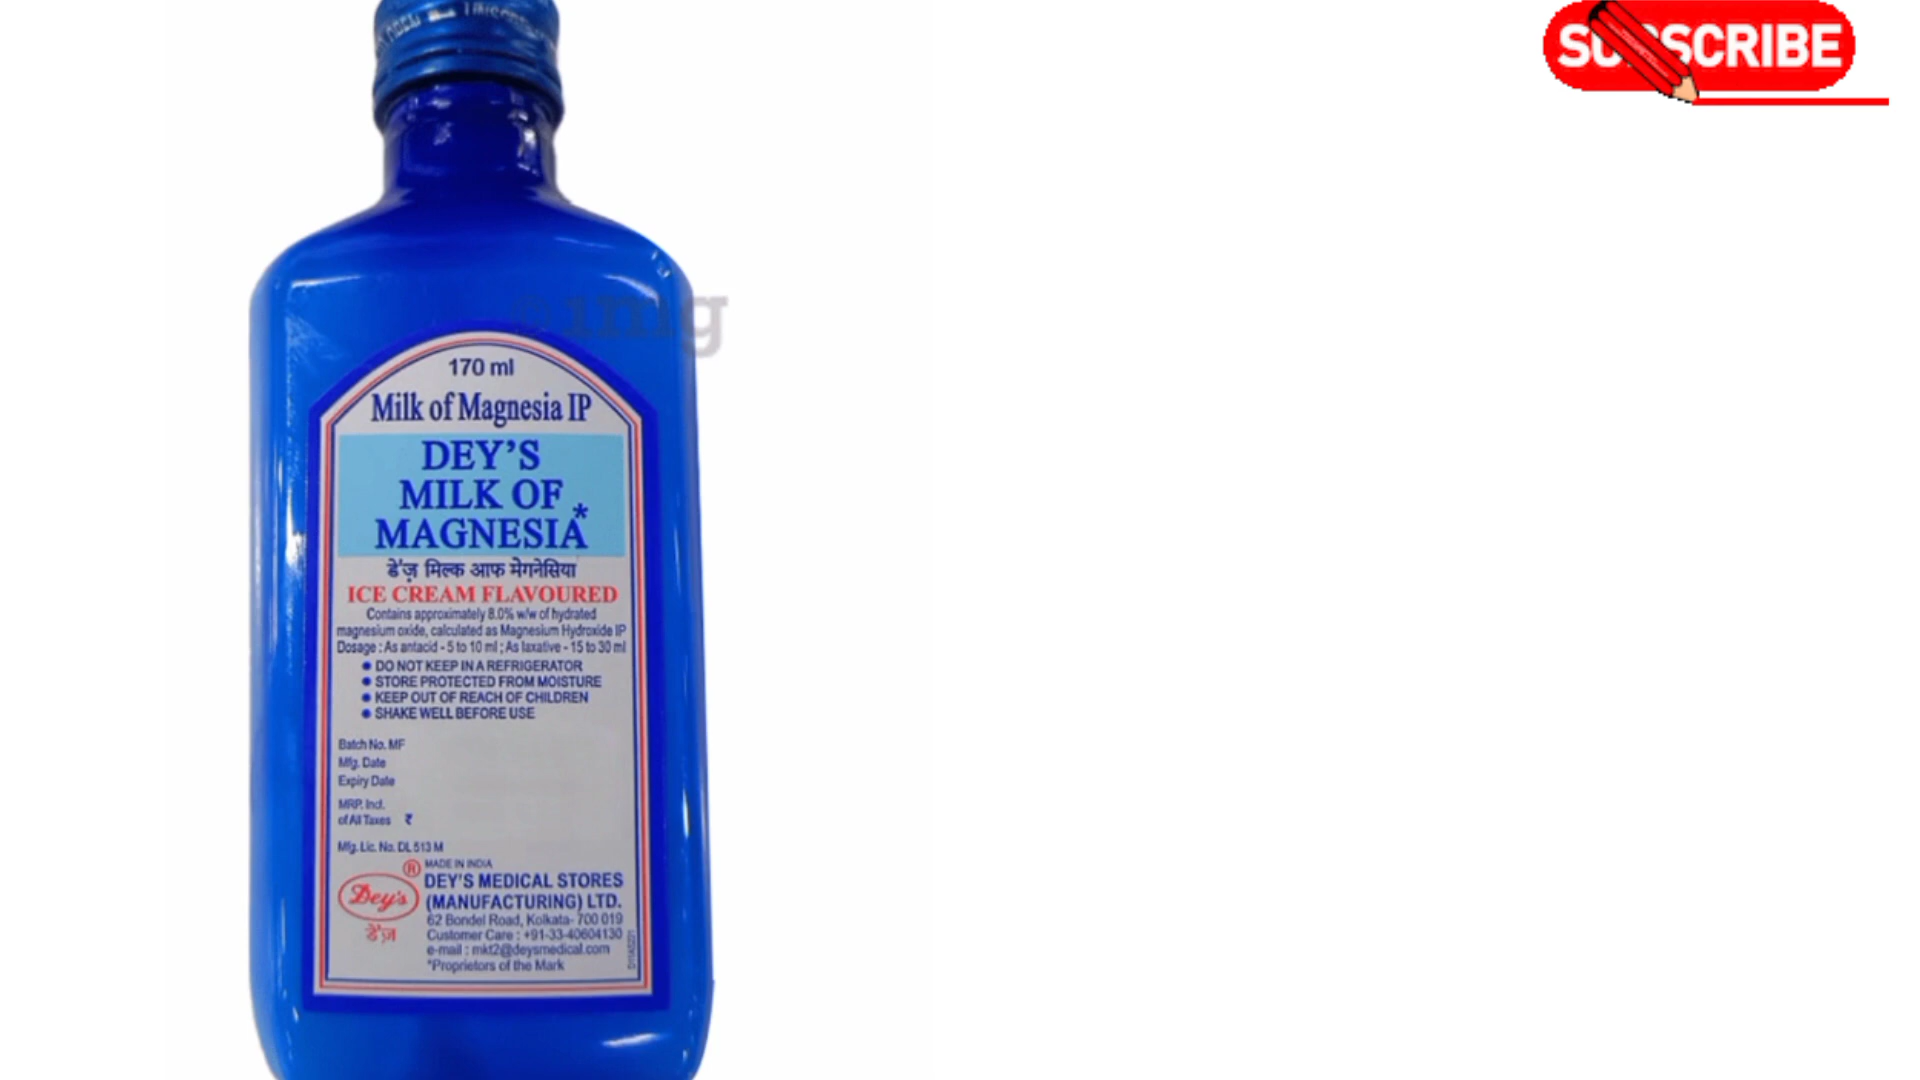 SUBSCRIBE
1mg
170 ml
Milk of Magnesia IP
DEY'S
MILK OF
MAGNESIA*
डे'ज़ मिल्क आफ मेगनेसिया
ICE CREAM FLAVOURED
Contains approximately 8.0% w/w of hydrated
magnesium oxide, calculated as Magnesium Hydroxide IP
Dosage : As antacid - 5 to 10 ml ; As laxative - 15 to 30 ml
● DO NOT KEEP IN A REFRIGERATOR
● STORE PROTECTED FROM MOISTURE
● KEEP OUT OF REACH OF CHILDREN
● SHAKE WELL BEFORE USE
Batch No. MF
Mfg. Date
Expiry Date
MRP. Incl.
of All Taxes ₹
Mfg. Lic. No. DL 513 M
MADE IN INDIA
Dey's ®
डे'ज़
DEY'S MEDICAL STORES
(MANUFACTURING) LTD.
62 Bondel Road, Kolkata- 700 019
Customer Care : +91-33-40604130
e-mail : mkt2@deysmedical.com
*Proprietors of the Mark